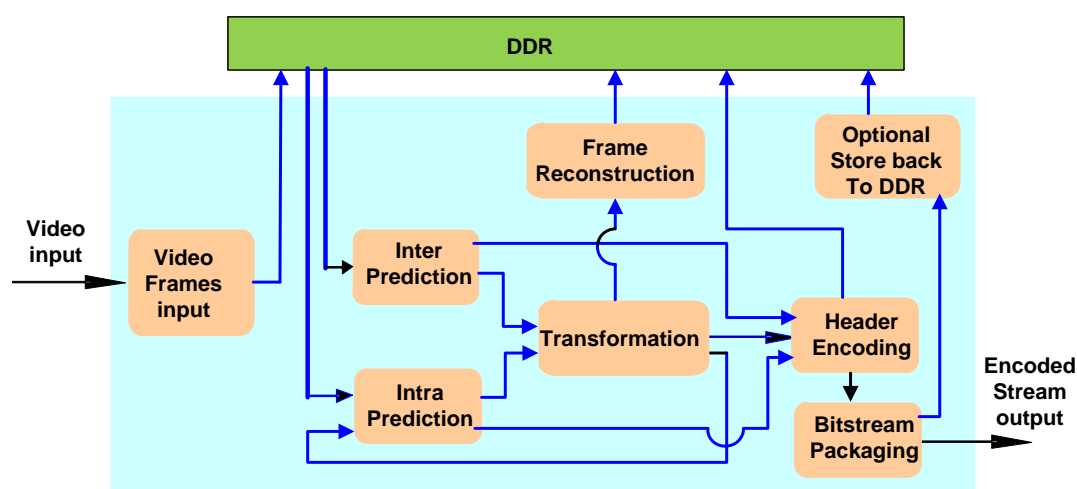 DDR
Optional
Store back
To DDR
Frame
Reconstruction
Video
input
Video
Frames
input
Inter
Prediction
Transformation
Header
Encoding
Intra
Prediction
Bitstream
Packaging
Encoded
Stream
output